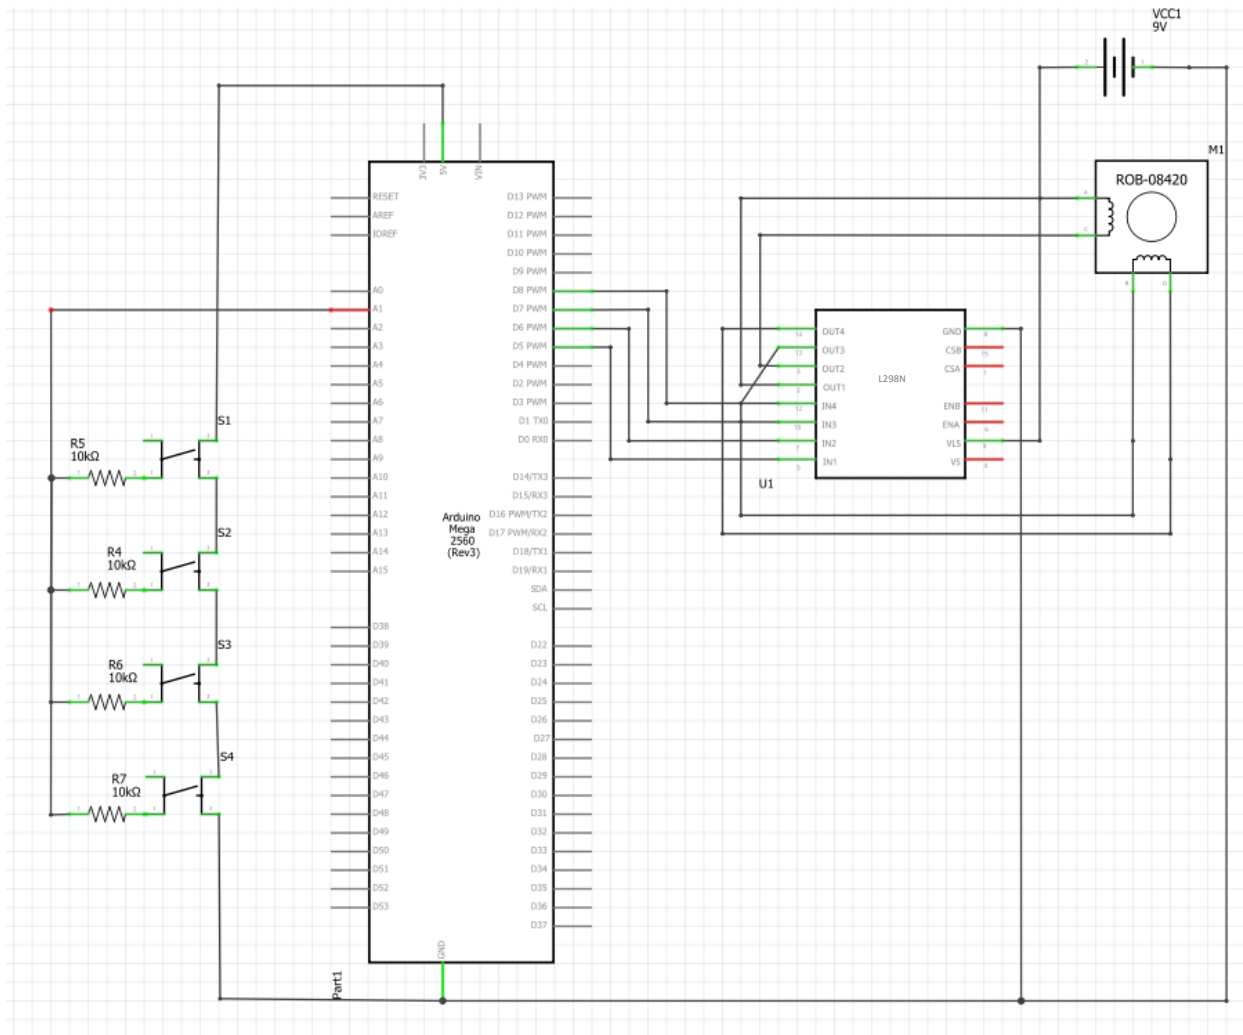 VCC1
9V
M1
ROB-08420
A
C
B
D
3V3
5V
VIN
RESET
AREF
IOREF
A0
A1
A2
A3
A4
A5
A6
A7
A8
A9
A10
A11
A12
A13
A14
A15
D38
D39
D40
D41
D42
D43
D44
D45
D46
D47
D48
D49
D50
D51
D52
D53
D13 PWM
D12 PWM
D11 PWM
D10 PWM
D9 PWM
D8 PWM
D7 PWM
D6 PWM
D5 PWM
D4 PWM
D2 PWM
D3 PWM
D1 TX0
D0 RX0
D14/TX3
D15/RX3
D16 PWM/TX2
D17 PWM/RX2
D18/TX1
D19/RX1
SDA
SCL
D22
D23
D24
D25
D26
D27
D28
D29
D30
D31
D32
D33
D34
D35
D36
D37
Arduino
Mega
2560
(Rev3)
GND
Part1
S1
R5
10kΩ
S2
R4
10kΩ
S3
R6
10kΩ
S4
R7
10kΩ
OUT4
OUT3
OUT2
OUT1
IN4
IN3
IN2
IN1
L298N
GND
CSB
CSA
ENB
ENA
VLS
VS
U1